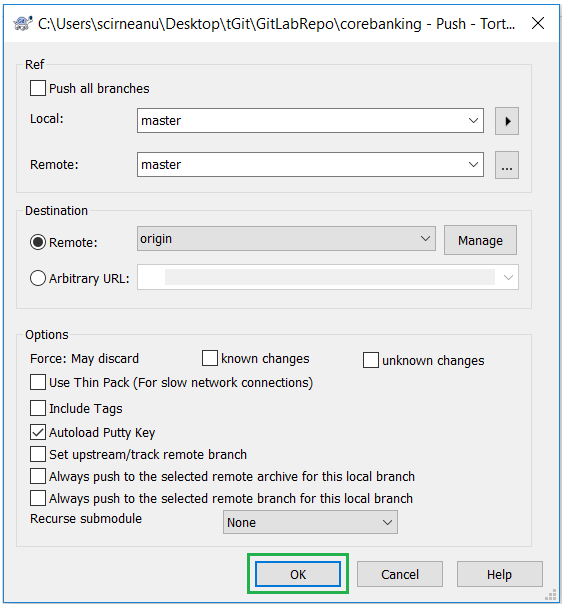 C:\Users\scirneanu\Desktop\tGit\GitLabRepo\corebanking - Push - Tort...
Ref
Push all branches
Local:
master
Remote:
master
...
Destination
Remote:
origin
Manage
Arbitrary URL:
Options
Force: May discard
known changes
unknown changes
Use Thin Pack (For slow network connections)
Include Tags
Autoload Putty Key
Set upstream/track remote branch
Always push to the selected remote archive for this local branch
Always push to the selected remote branch for this local branch
Recurse submodule
None
OK
Cancel
Help